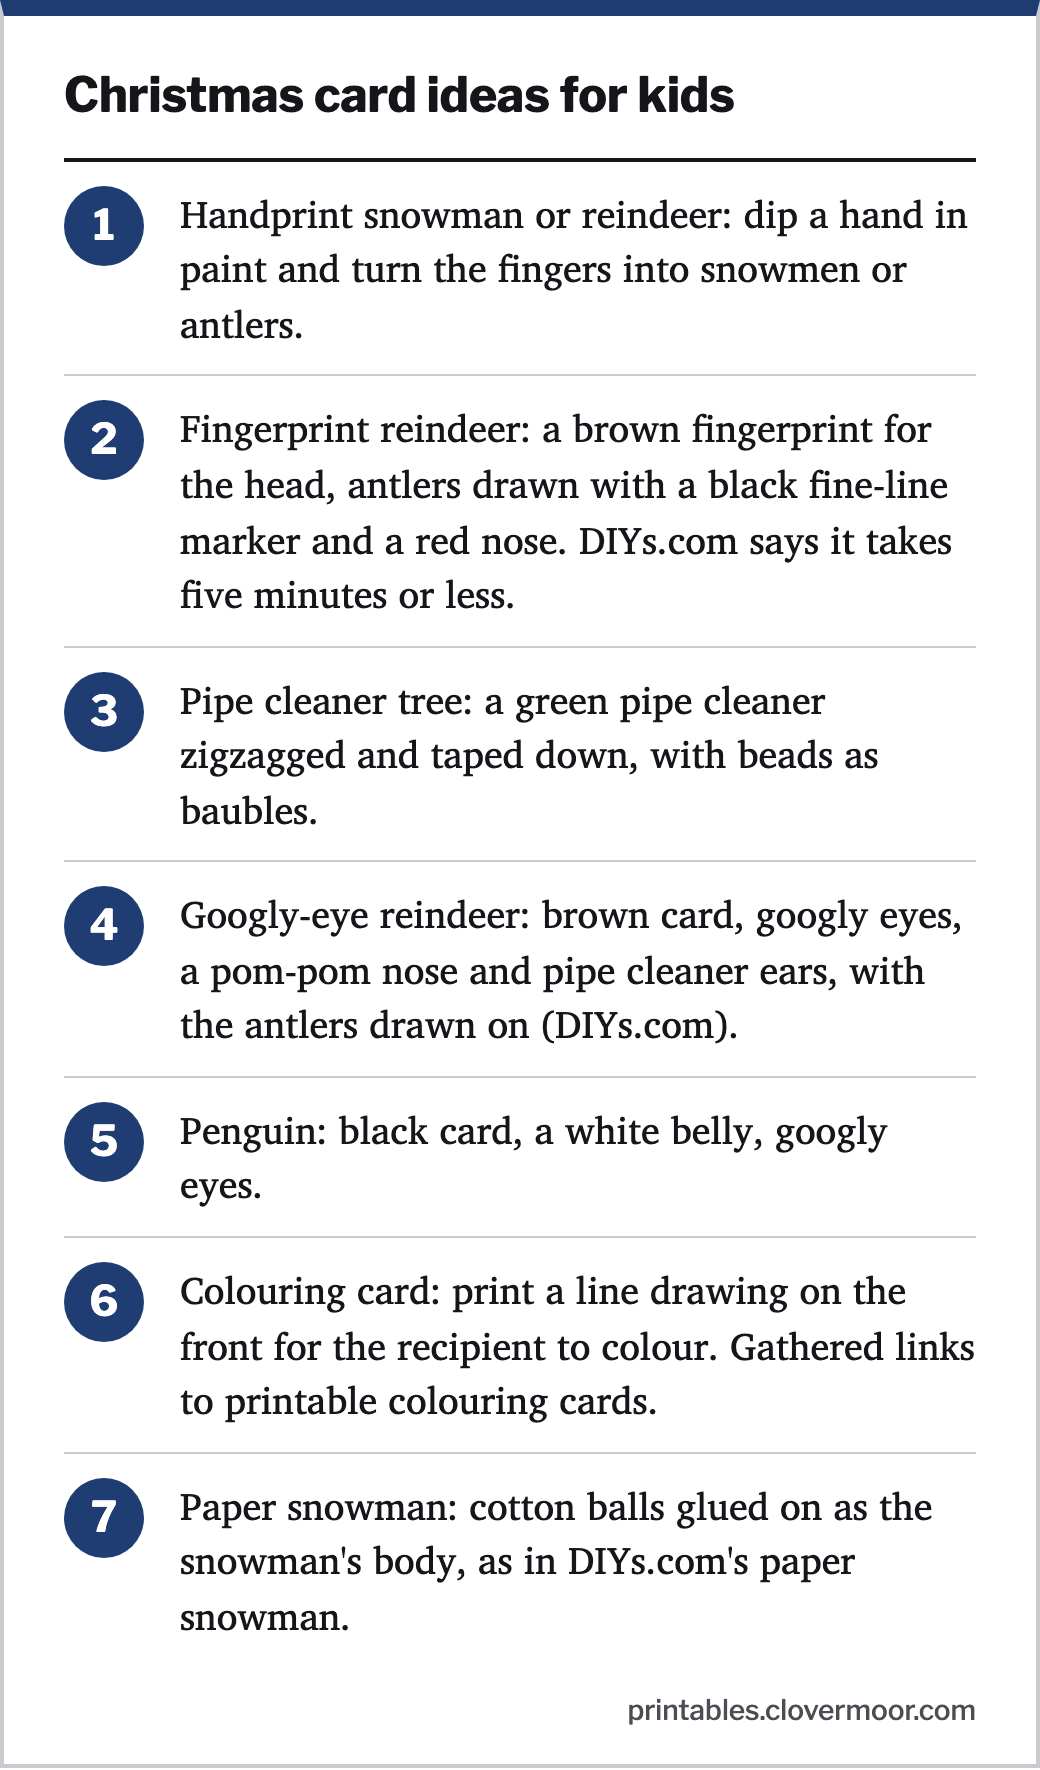 Christmas card ideas for kids
1
Handprint snowman or reindeer: dip a hand in
paint and turn the fingers into snowmen or
antlers.
2
Fingerprint reindeer: a brown fingerprint for
the head, antlers drawn with a black fine-line
marker and a red nose. DIYs.com says it takes
five minutes or less.
3
Pipe cleaner tree: a green pipe cleaner
zigzagged and taped down, with beads as
baubles.
4
Googly-eye reindeer: brown card, googly eyes,
a pom-pom nose and pipe cleaner ears, with
the antlers drawn on (DIYs.com).
5
Penguin: black card, a white belly, googly
eyes.
6
Colouring card: print a line drawing on the
front for the recipient to colour. Gathered links
to printable colouring cards.
7
Paper snowman: cotton balls glued on as the
snowman's body, as in DIYs.com's paper
snowman.
printables.clovermoor.com